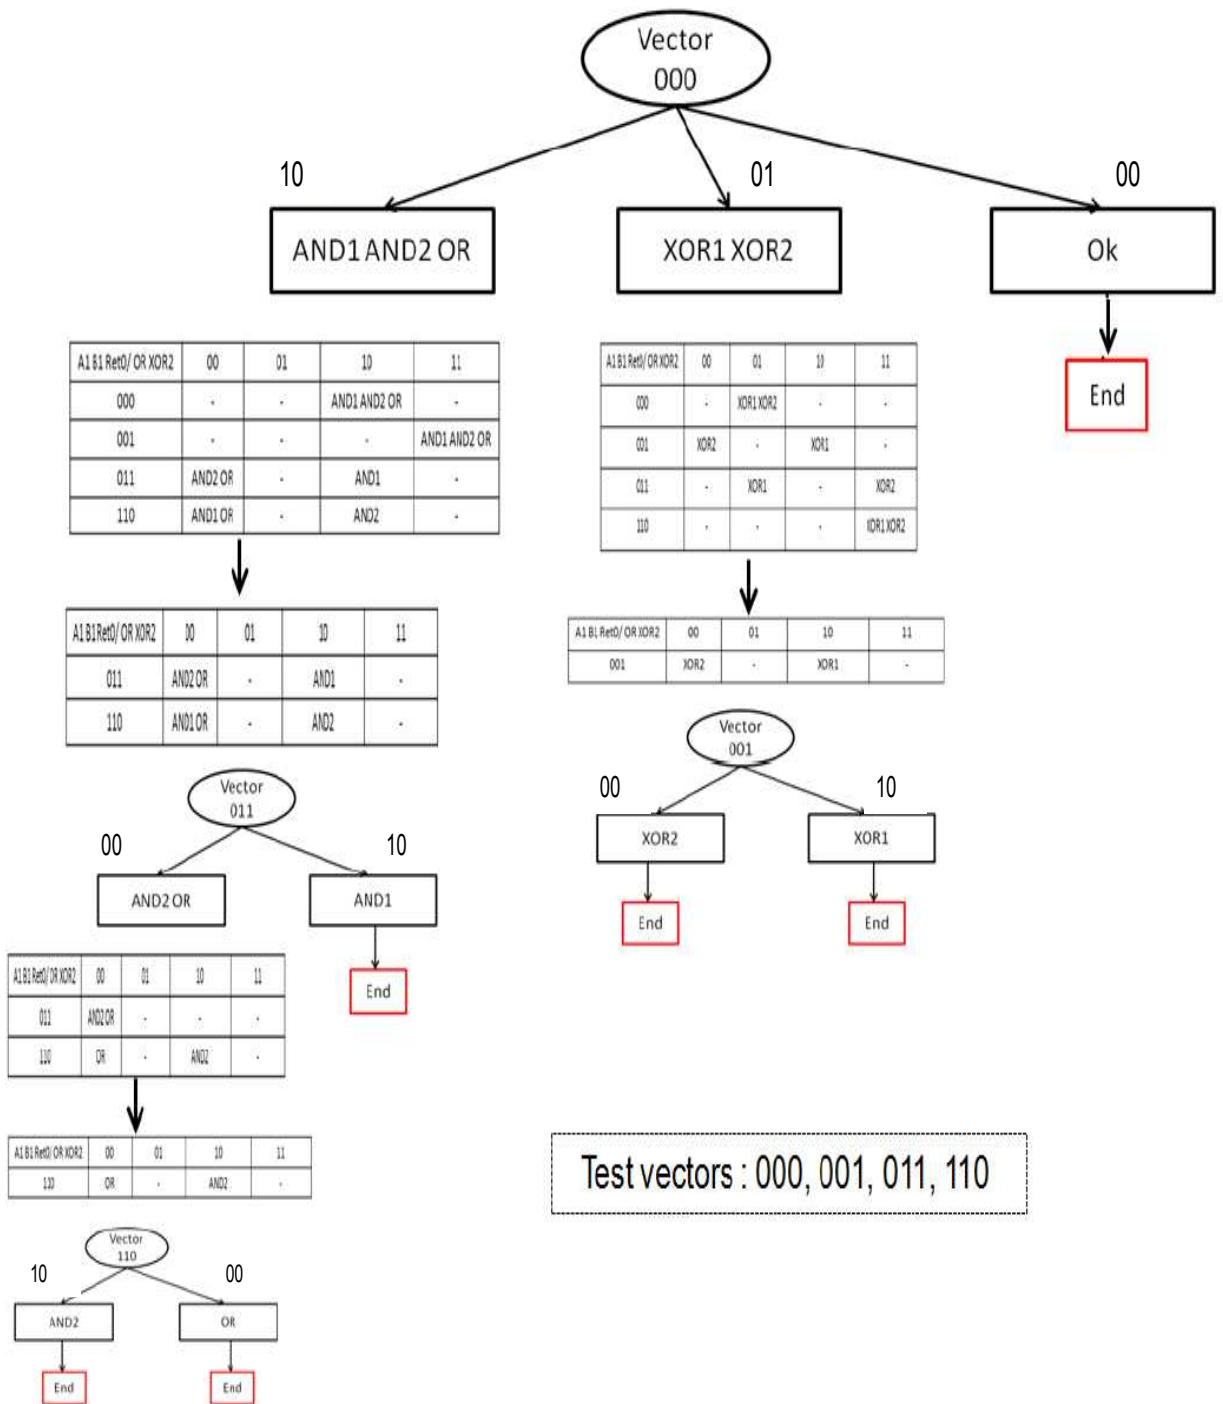 Vector
000
10
01
00
AND1 AND2 OR
XOR1 XOR2
Ok
End
A1 B1 Ret0/ OR XOR2 00 01 10 11
000 - - AND1 AND2 OR -
001 - - - AND1 AND2 OR
011 AND2 OR - AND1 -
110 AND1 OR - AND2 -
A1 B1 Ret0/ OR XOR2 00 01 10 11
000 - XOR1 XOR2 - -
001 XOR2 - XOR1 -
011 - XOR1 - XOR2
110 - - - XOR1 XOR2
A1 B1 Ret0/ OR XOR2 00 01 10 11
011 AND2 OR - AND1 -
110 AND1 OR - AND2 -
A1 B1 Ret0/ OR XOR2 00 01 10 11
001 XOR2 - XOR1 -
Vector
001
00
10
XOR2
XOR1
End
End
Vector
011
00
10
AND2 OR
AND1
End
A1 B1 Ret0/ OR XOR2 00 01 10 11
011 AND2 OR - - -
110 OR - AND2 -
A1 B1 Ret0/ OR XOR2 00 01 10 11
110 OR - AND2 -
Test vectors : 000, 001, 011, 110
Vector
110
10
00
AND2
OR
End
End